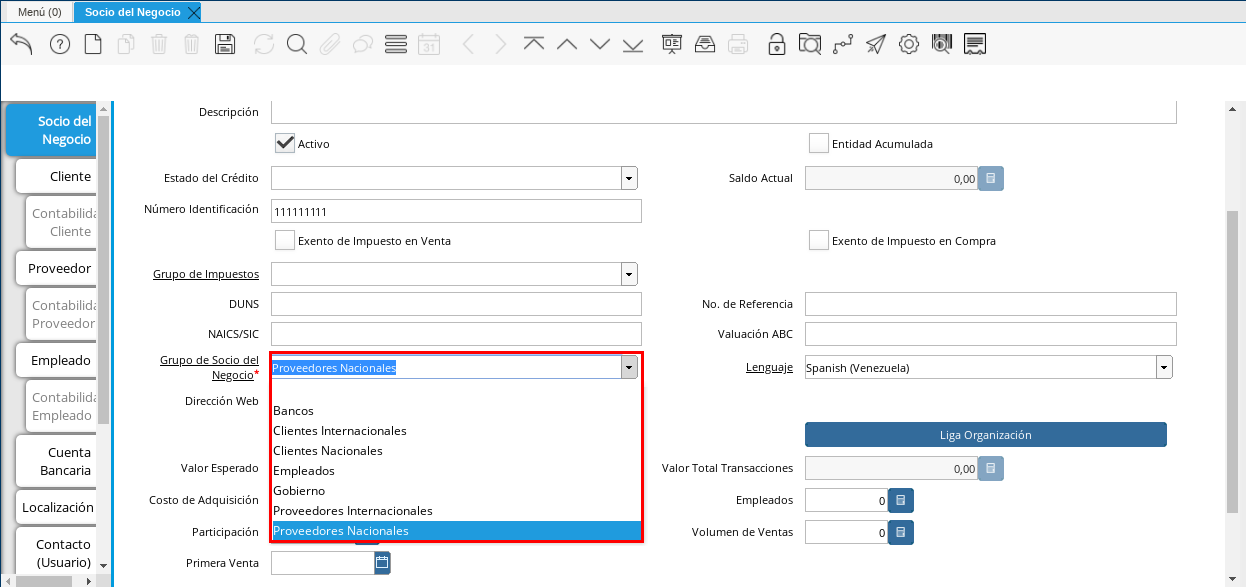 Menú (0)
Socio del Negocio
31
Socio del
Negocio
Cliente
Contabilida
Cliente
Proveedor
Contabilida
Proveedor
Empleado
Contabilida
Empleado
Cuenta
Bancaria
Localización
Contacto
(Usuario)
Descripción
Activo
Entidad Acumulada
Estado del Crédito
Saldo Actual 0,00
Número Identificación 111111111
Exento de Impuesto en Venta
Exento de Impuesto en Compra
Grupo de Impuestos
DUNS
No. de Referencia
NAICS/SIC
Valuación ABC
Grupo de Socio del
Negocio* Proveedores Nacionales
Lenguaje Spanish (Venezuela)
Dirección Web
Bancos
Clientes Internacionales
Clientes Nacionales
Empleados
Gobierno
Proveedores Internacionales
Proveedores Nacionales
Liga Organización
Valor Esperado
Valor Total Transacciones 0,00
Costo de Adquisición
Empleados 0
Participación
Volumen de Ventas 0
Primera Venta